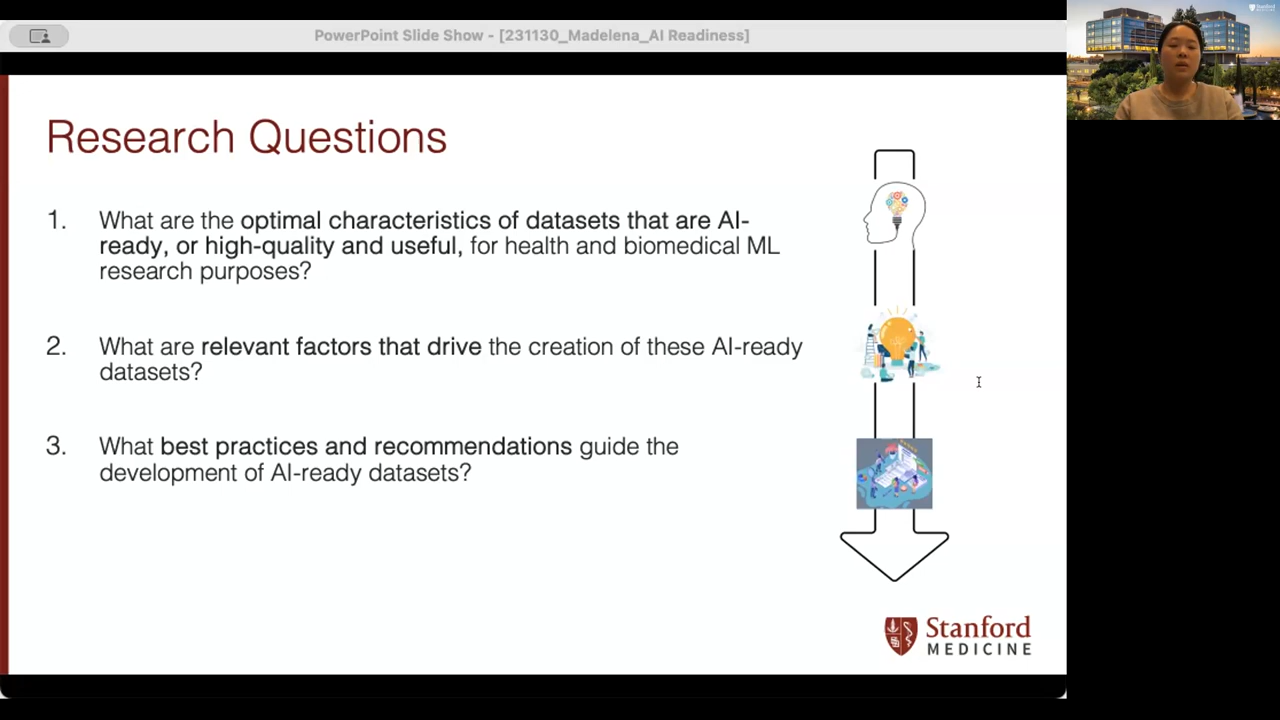 PowerPoint Slide Show - [231130_Madelena_AI Readiness]
Stanford
MEDICINE
Research Questions
1. What are the optimal characteristics of datasets that are AI-
ready, or high-quality and useful, for health and biomedical ML
research purposes?
2. What are relevant factors that drive the creation of these AI-ready
datasets?
3. What best practices and recommendations guide the
development of AI-ready datasets?
Stanford
MEDICINE